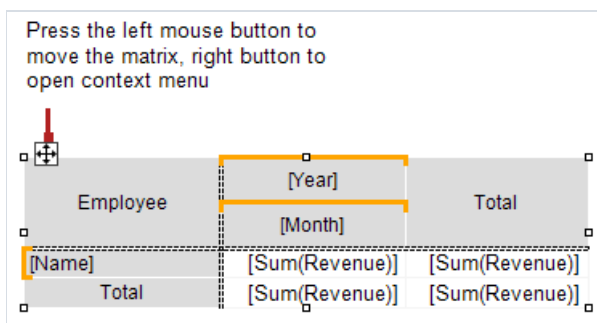 Press the left mouse button to
move the matrix, right button to
open context menu
Employee
[Year]
[Month]
Total
[Name]
[Sum(Revenue)]
[Sum(Revenue)]
Total
[Sum(Revenue)]
[Sum(Revenue)]